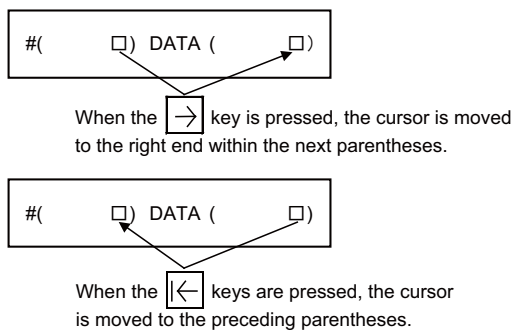 #( □) DATA ( □)
When the → key is pressed, the cursor is moved
to the right end within the next parentheses.
#( □) DATA ( □)
When the |← keys are pressed, the cursor
is moved to the preceding parentheses.